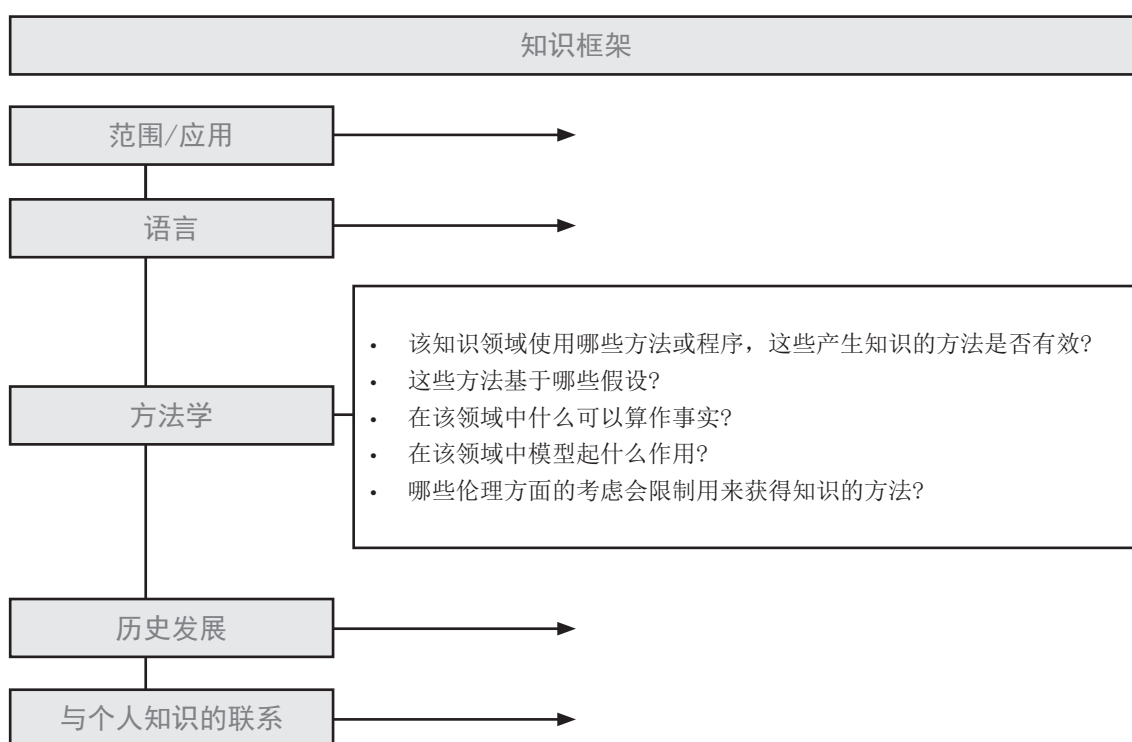 知识框架
范围/应用
语言
方法学
• 该知识领域使用哪些方法或程序，这些产生知识的方法是否有效?
• 这些方法基于哪些假设?
• 在该领域中什么可以算作事实?
• 在该领域中模型起什么作用?
• 哪些伦理方面的考虑会限制用来获得知识的方法?
历史发展
与个人知识的联系